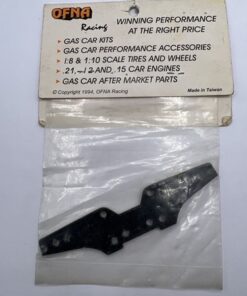 OFNA
Racing
WINNING PERFORMANCE
AT THE RIGHT PRICE
• GAS CAR KITS
• GAS CAR PERFORMANCE ACCESSORIES
• 1:8 & 1:10 SCALE TIRES AND WHEELS
• .21, .12 AND .15 CAR ENGINES
• GAS CAR AFTER MARKET PARTS
© Copyright 1994, OFNA Racing
Made in Taiwan